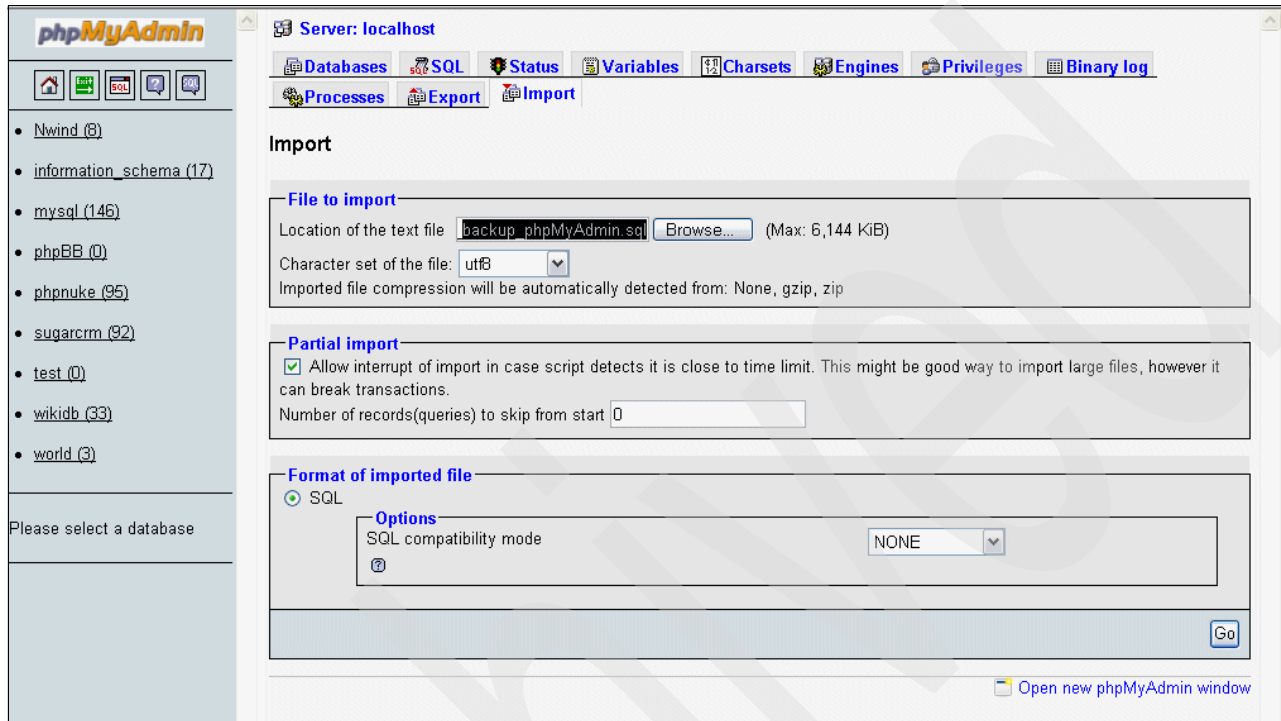 phpMyAdmin
SQL
SQL
Nwind (8)
information_schema (17)
mysql (146)
phpBB (0)
phpnuke (95)
sugarcrm (92)
test (0)
wikidb (33)
world (3)
Please select a database
Server: localhost
Databases SQL Status Variables Charsets Engines Privileges Binary log
Processes Export Import
Import
File to import
Location of the text file _backup_phpMyAdmin.sql Browse... (Max: 6,144 KiB)
Character set of the file: utf8
Imported file compression will be automatically detected from: None, gzip, zip
Partial import
Allow interrupt of import in case script detects it is close to time limit. This might be good way to import large files, however it
can break transactions.
Number of records(queries) to skip from start 0
Format of imported file
SQL
Options
SQL compatibility mode NONE
?
Go
Open new phpMyAdmin window